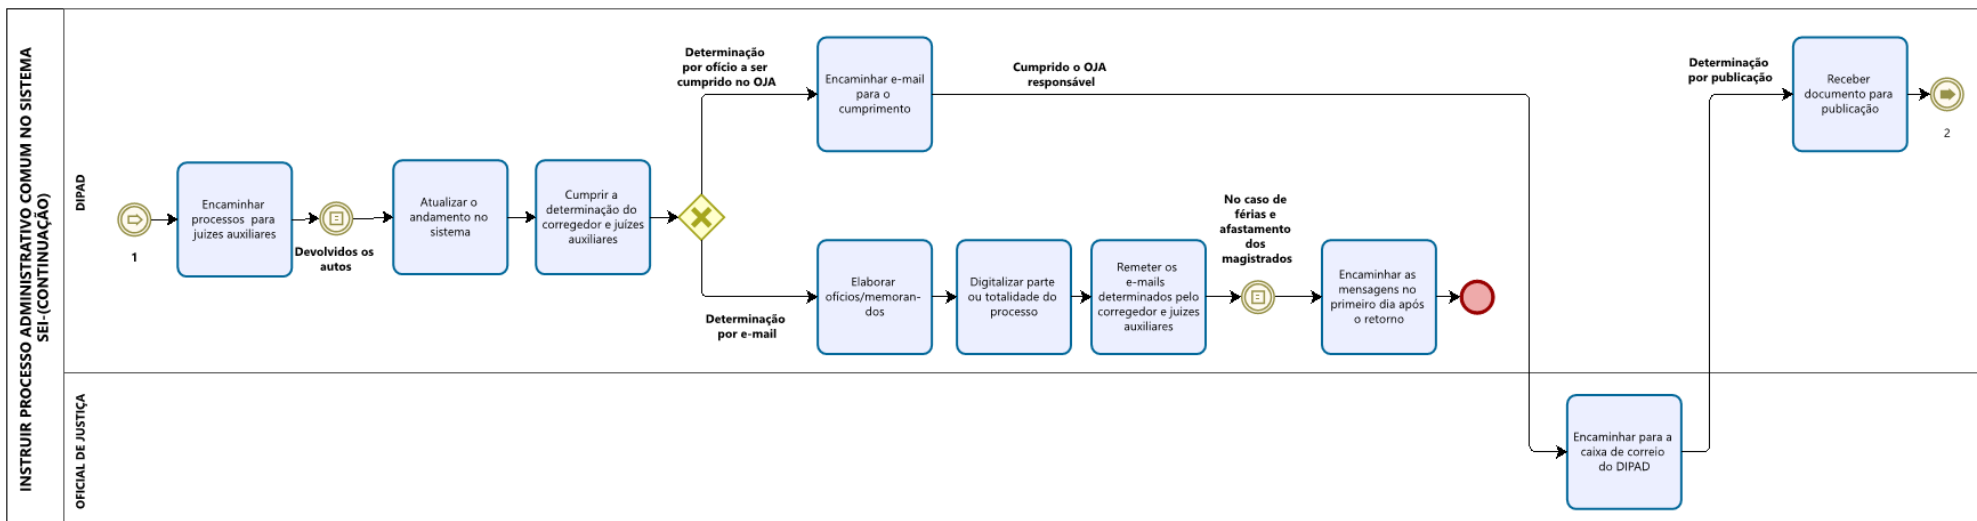 INSTRUIR PROCESSO ADMINISTRATIVO COMUM NO SISTEMA
SEI-(CONTINUAÇÃO)
DIPAD
1
Encaminhar
processos para
juizes auxiliares
Devolvidos os
autos
Atualizar o
andamento no
sistema
Cumprir a
determinação do
corregedor e juízes
auxiliares
Determinação
por ofício a ser
cumprido no OJA
Encaminhar e-mail
para o
cumprimento
Cumprido o OJA
responsável
Determinação
por e-mail
Elaborar
ofícios/memoran-
dos
Digitalizar parte
ou totalidade do
processo
Remeter os
e-mails
determinados pelo
corregedor e juizes
auxiliares
No caso de
férias e
afastamento
dos
magistrados
Encaminhar as
mensagens no
primeiro dia após
o retorno
Determinação
por publicação
Receber
documento para
publicação
2
OFICIAL DE JUSTIÇA
Encaminhar para a
caixa de correio
do DIPAD